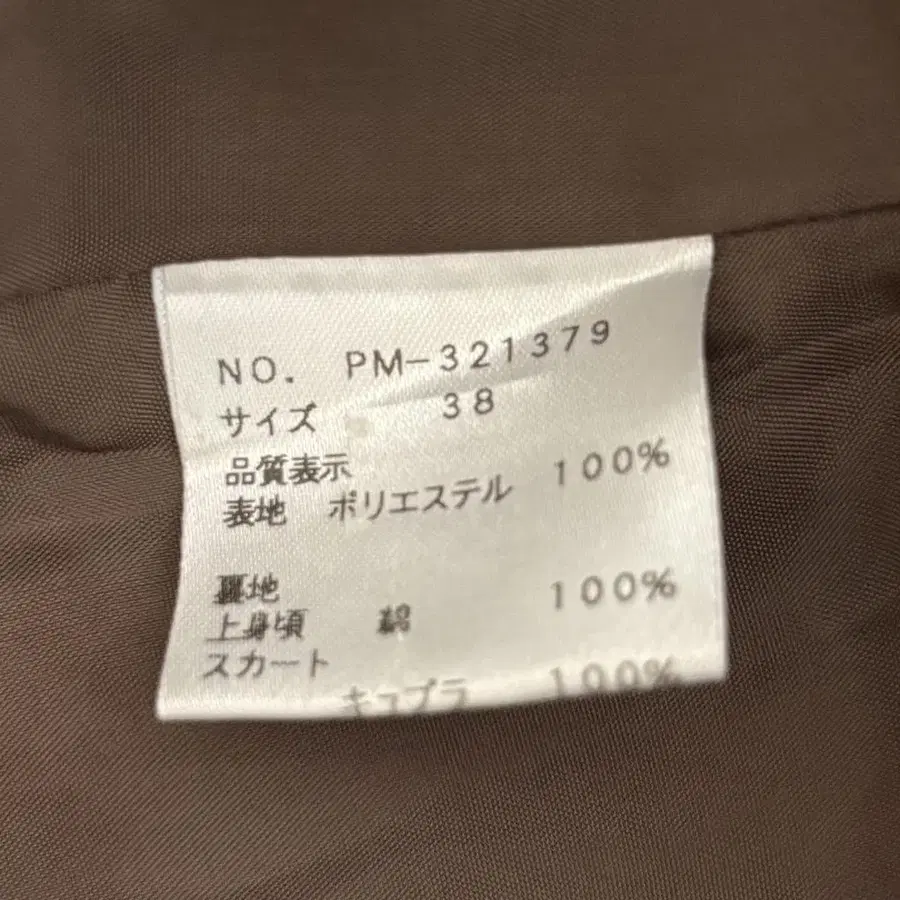 NO. PM-321379
サイズ 38
品質表示
表地 ポリエステル 100%
裏地
上身頃 綿 100%
スカート
キュプラ 100%